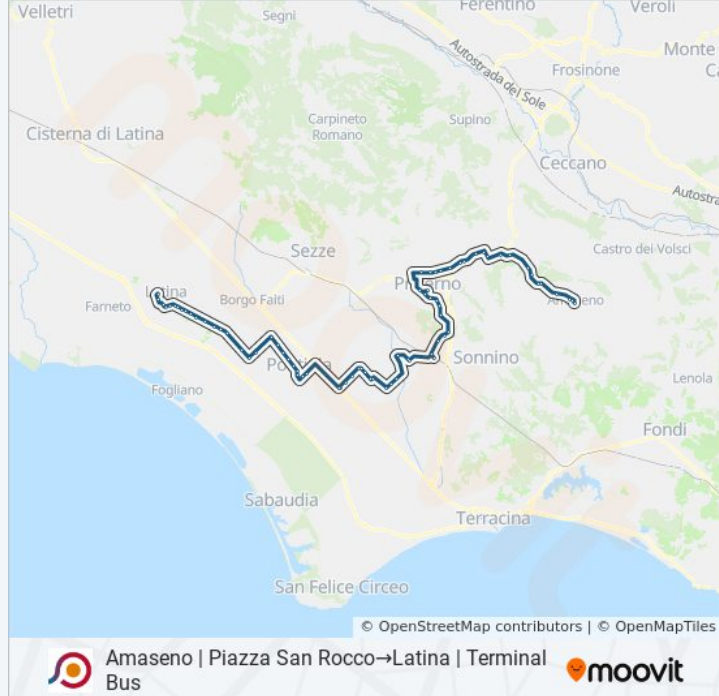 Velletri
Segni
Ferentino
Veroli
Monte
Autostrada del Sole
Frosinone
Cisterna di Latina
Carpineto
Romano
Supino
Ceccano
Autostra
Sezze
Castro dei Volsci
Latina
Borgo Faiti
Farneto
Sonnino
Fogliano
Lenola
Fondi
Sabaudia
Terracina
San Felice Circeo
© OpenStreetMap contributors | © OpenMapTiles
Amaseno | Piazza San Rocco→Latina | Terminal
Bus
moovit